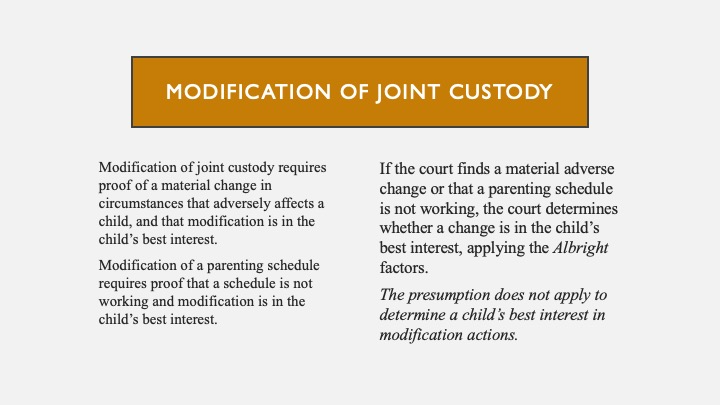 MODIFICATION OF JOINT CUSTODY
Modification of joint custody requires
proof of a material change in
circumstances that adversely affects a
child, and that modification is in the
child’s best interest.
Modification of a parenting schedule
requires proof that a schedule is not
working and modification is in the
child’s best interest.
If the court finds a material adverse
change or that a parenting schedule
is not working, the court determines
whether a change is in the child’s
best interest, applying the Albright
factors.
The presumption does not apply to
determine a child’s best interest in
modification actions.